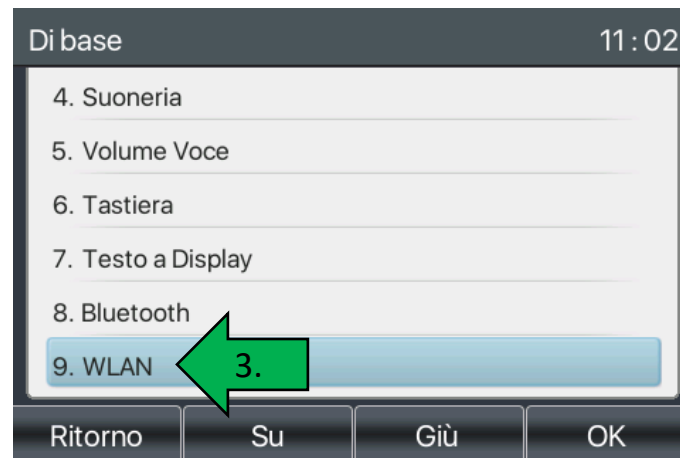 Di base 11:02
4. Suoneria
5. Volume Voce
6. Tastiera
7. Testo a Display
8. Bluetooth
9. WLAN 3.
Ritorno Su Giù OK